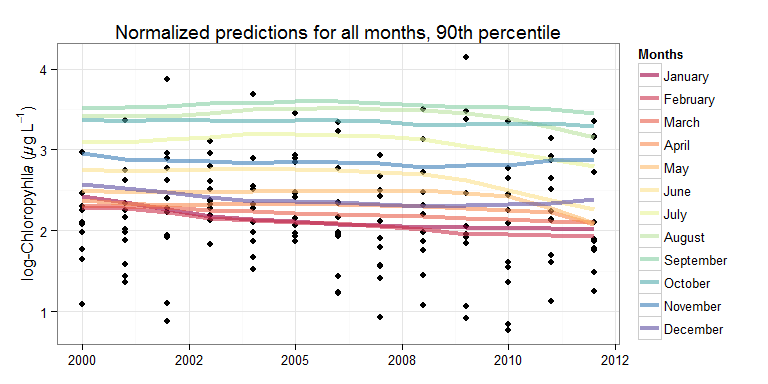 Normalized predictions for all months, 90th percentile
log-Chloropyhlla (μg L⁻¹)
4
3
2
1
2000
2002
2005
2008
2010
2012
Months
January
February
March
April
May
June
July
August
September
October
November
December